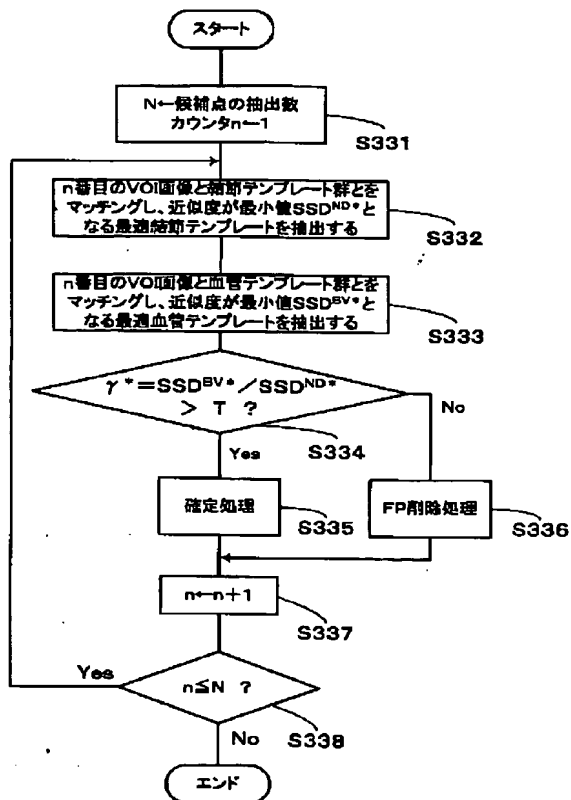 スタート
N←候補点の抽出数
カウンタn←1
S331
n番目のVOI画像と結節テンプレート群とを
マッチングし、近似度が最小値SSD^ND*と
なる最適結節テンプレートを抽出する
S332
n番目のVOI画像と血管テンプレート群とを
マッチングし、近似度が最小値SSD^BV*と
なる最適血管テンプレートを抽出する
S333
γ*=SSD^BV*/SSD^ND*
> T ?
No
Yes
S334
確定処理
S335
FP削除処理
S336
n←n+1
S337
Yes
n≦N ?
No
S338
エンド